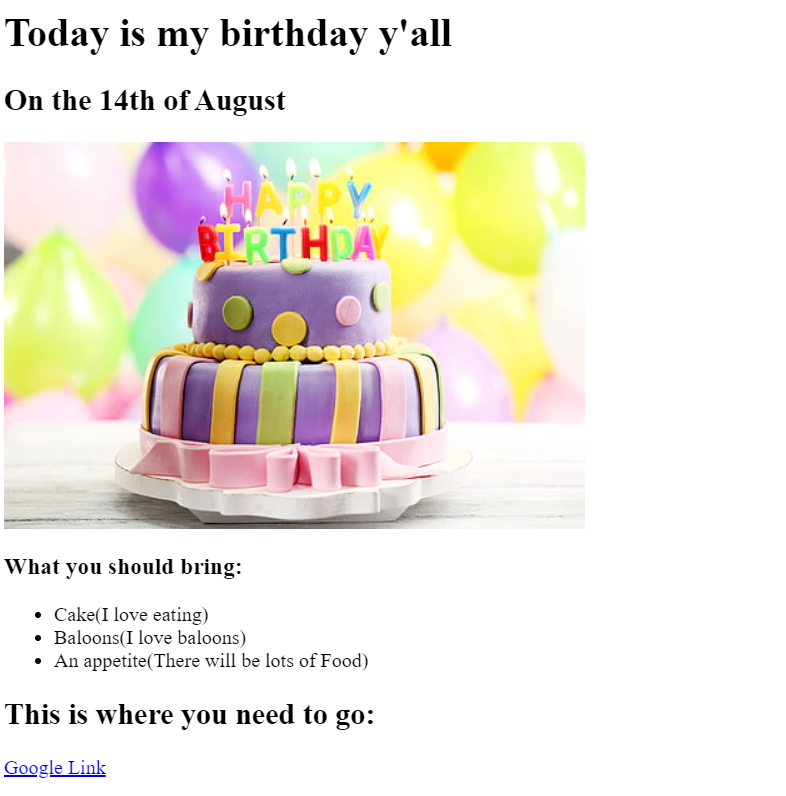 Today is my birthday y'all
On the 14th of August
HAPPY
BIRTHDAY
What you should bring:
Cake(I love eating)
Baloons(I love baloons)
An appetite(There will be lots of Food)
This is where you need to go:
Google Link